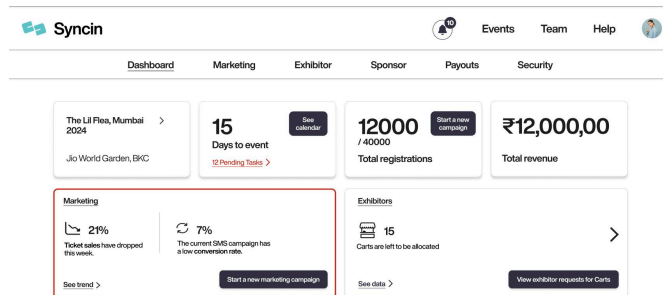 Syncin
10
Events Team Help
Dashboard Marketing Exhibitor Sponsor Payouts Security
The Lil Flea, Mumbai
2024
Jio World Garden, BKC
15
Days to event
12 Pending Tasks
See
calendar
12000
/ 40000
Total registrations
Start a new
campaign
₹12,000,00
Total revenue
Marketing
21%
Ticket sales have dropped
this week.
7%
The current SMS campaign has
a low conversion rate.
See trend
Start a new marketing campaign
Exhibitors
15
Carts are left to be allocated
See data
View exhibitor requests for Carts